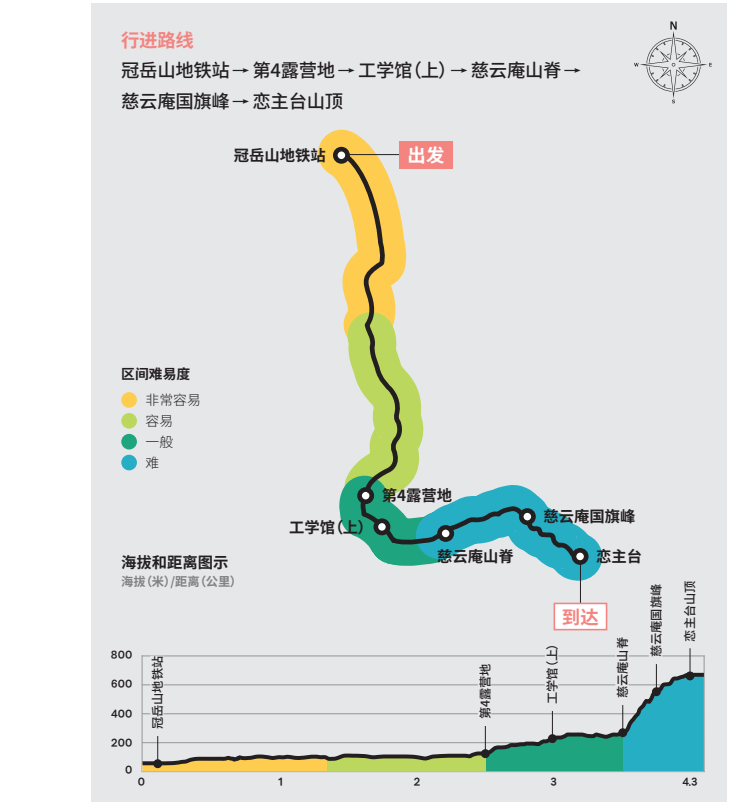 行进路线
冠岳山地铁站→第4露营地→工学馆(上)→慈云庵山脊→
慈云庵国旗峰→恋主台山顶
N
W
E
S
冠岳山地铁站
出发
区间难易度
非常容易
容易
一般
难
第4露营地
工学馆(上)
慈云庵国旗峰
慈云庵山脊
恋主台
到达
海拔和距离图示
海拔(米)/距离(公里)
800
600
400
200
0
冠岳山地铁站
第4露营地
工学馆(上)
慈云庵山脊
慈云庵国旗峰
恋主台山顶
0
1
2
3
4.3